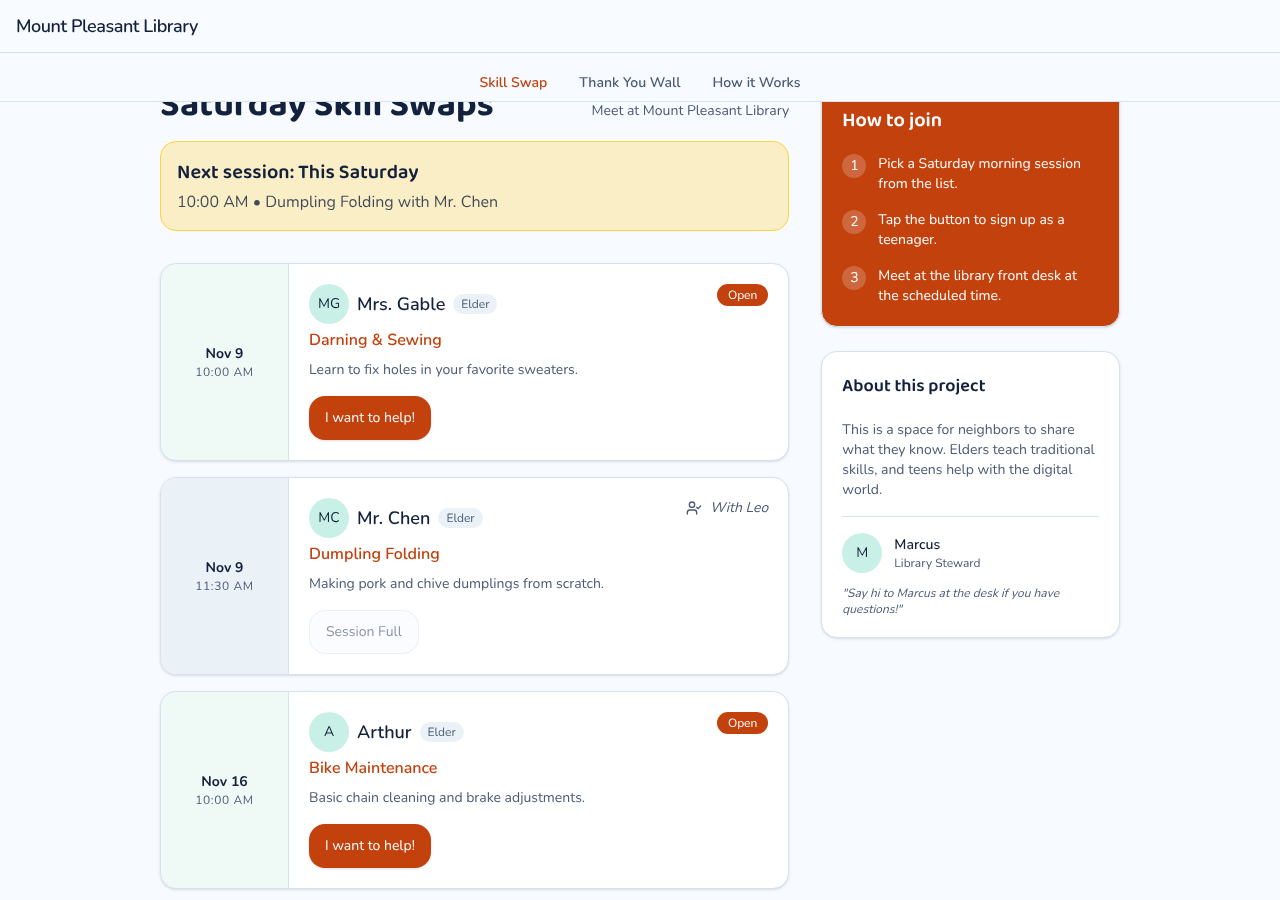 Mount Pleasant Library
Skill Swap
Thank You Wall
How it Works
Saturday Skill Swaps
Meet at Mount Pleasant Library
Next session: This Saturday
10:00 AM • Dumpling Folding with Mr. Chen
Nov 9
10:00 AM
MG
Mrs. Gable
Elder
Open
Darning & Sewing
Learn to fix holes in your favorite sweaters.
I want to help!
Nov 9
11:30 AM
MC
Mr. Chen
Elder
With Leo
Dumpling Folding
Making pork and chive dumplings from scratch.
Session Full
Nov 16
10:00 AM
A
Arthur
Elder
Open
Bike Maintenance
Basic chain cleaning and brake adjustments.
I want to help!
How to join
1
Pick a Saturday morning session
from the list.
2
Tap the button to sign up as a
teenager.
3
Meet at the library front desk at
the scheduled time.
About this project
This is a space for neighbors to share
what they know. Elders teach traditional
skills, and teens help with the digital
world.
M
Marcus
Library Steward
"Say hi to Marcus at the desk if you have
questions!"